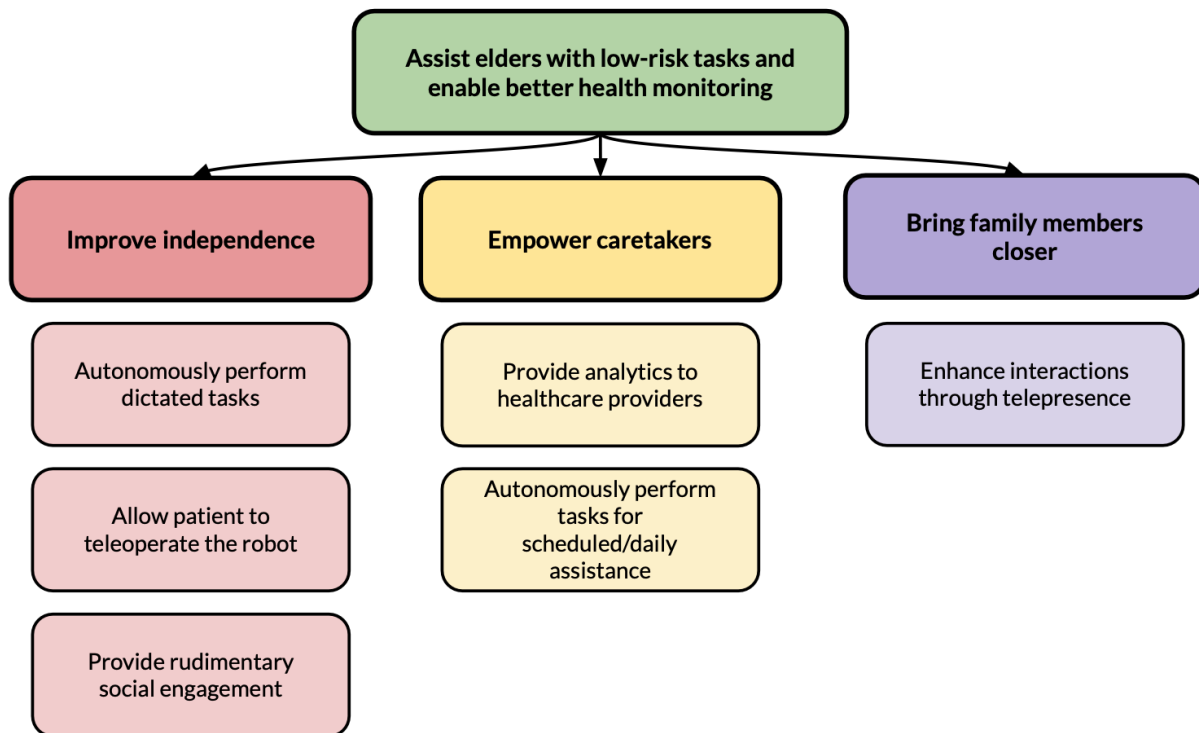 Assist elders with low-risk tasks and
enable better health monitoring
Improve independence
Empower caretakers
Bring family members
closer
Autonomously perform
dictated tasks
Allow patient to
teleoperate the robot
Provide rudimentary
social engagement
Provide analytics to
healthcare providers
Autonomously perform
tasks for
scheduled/daily
assistance
Enhance interactions
through telepresence